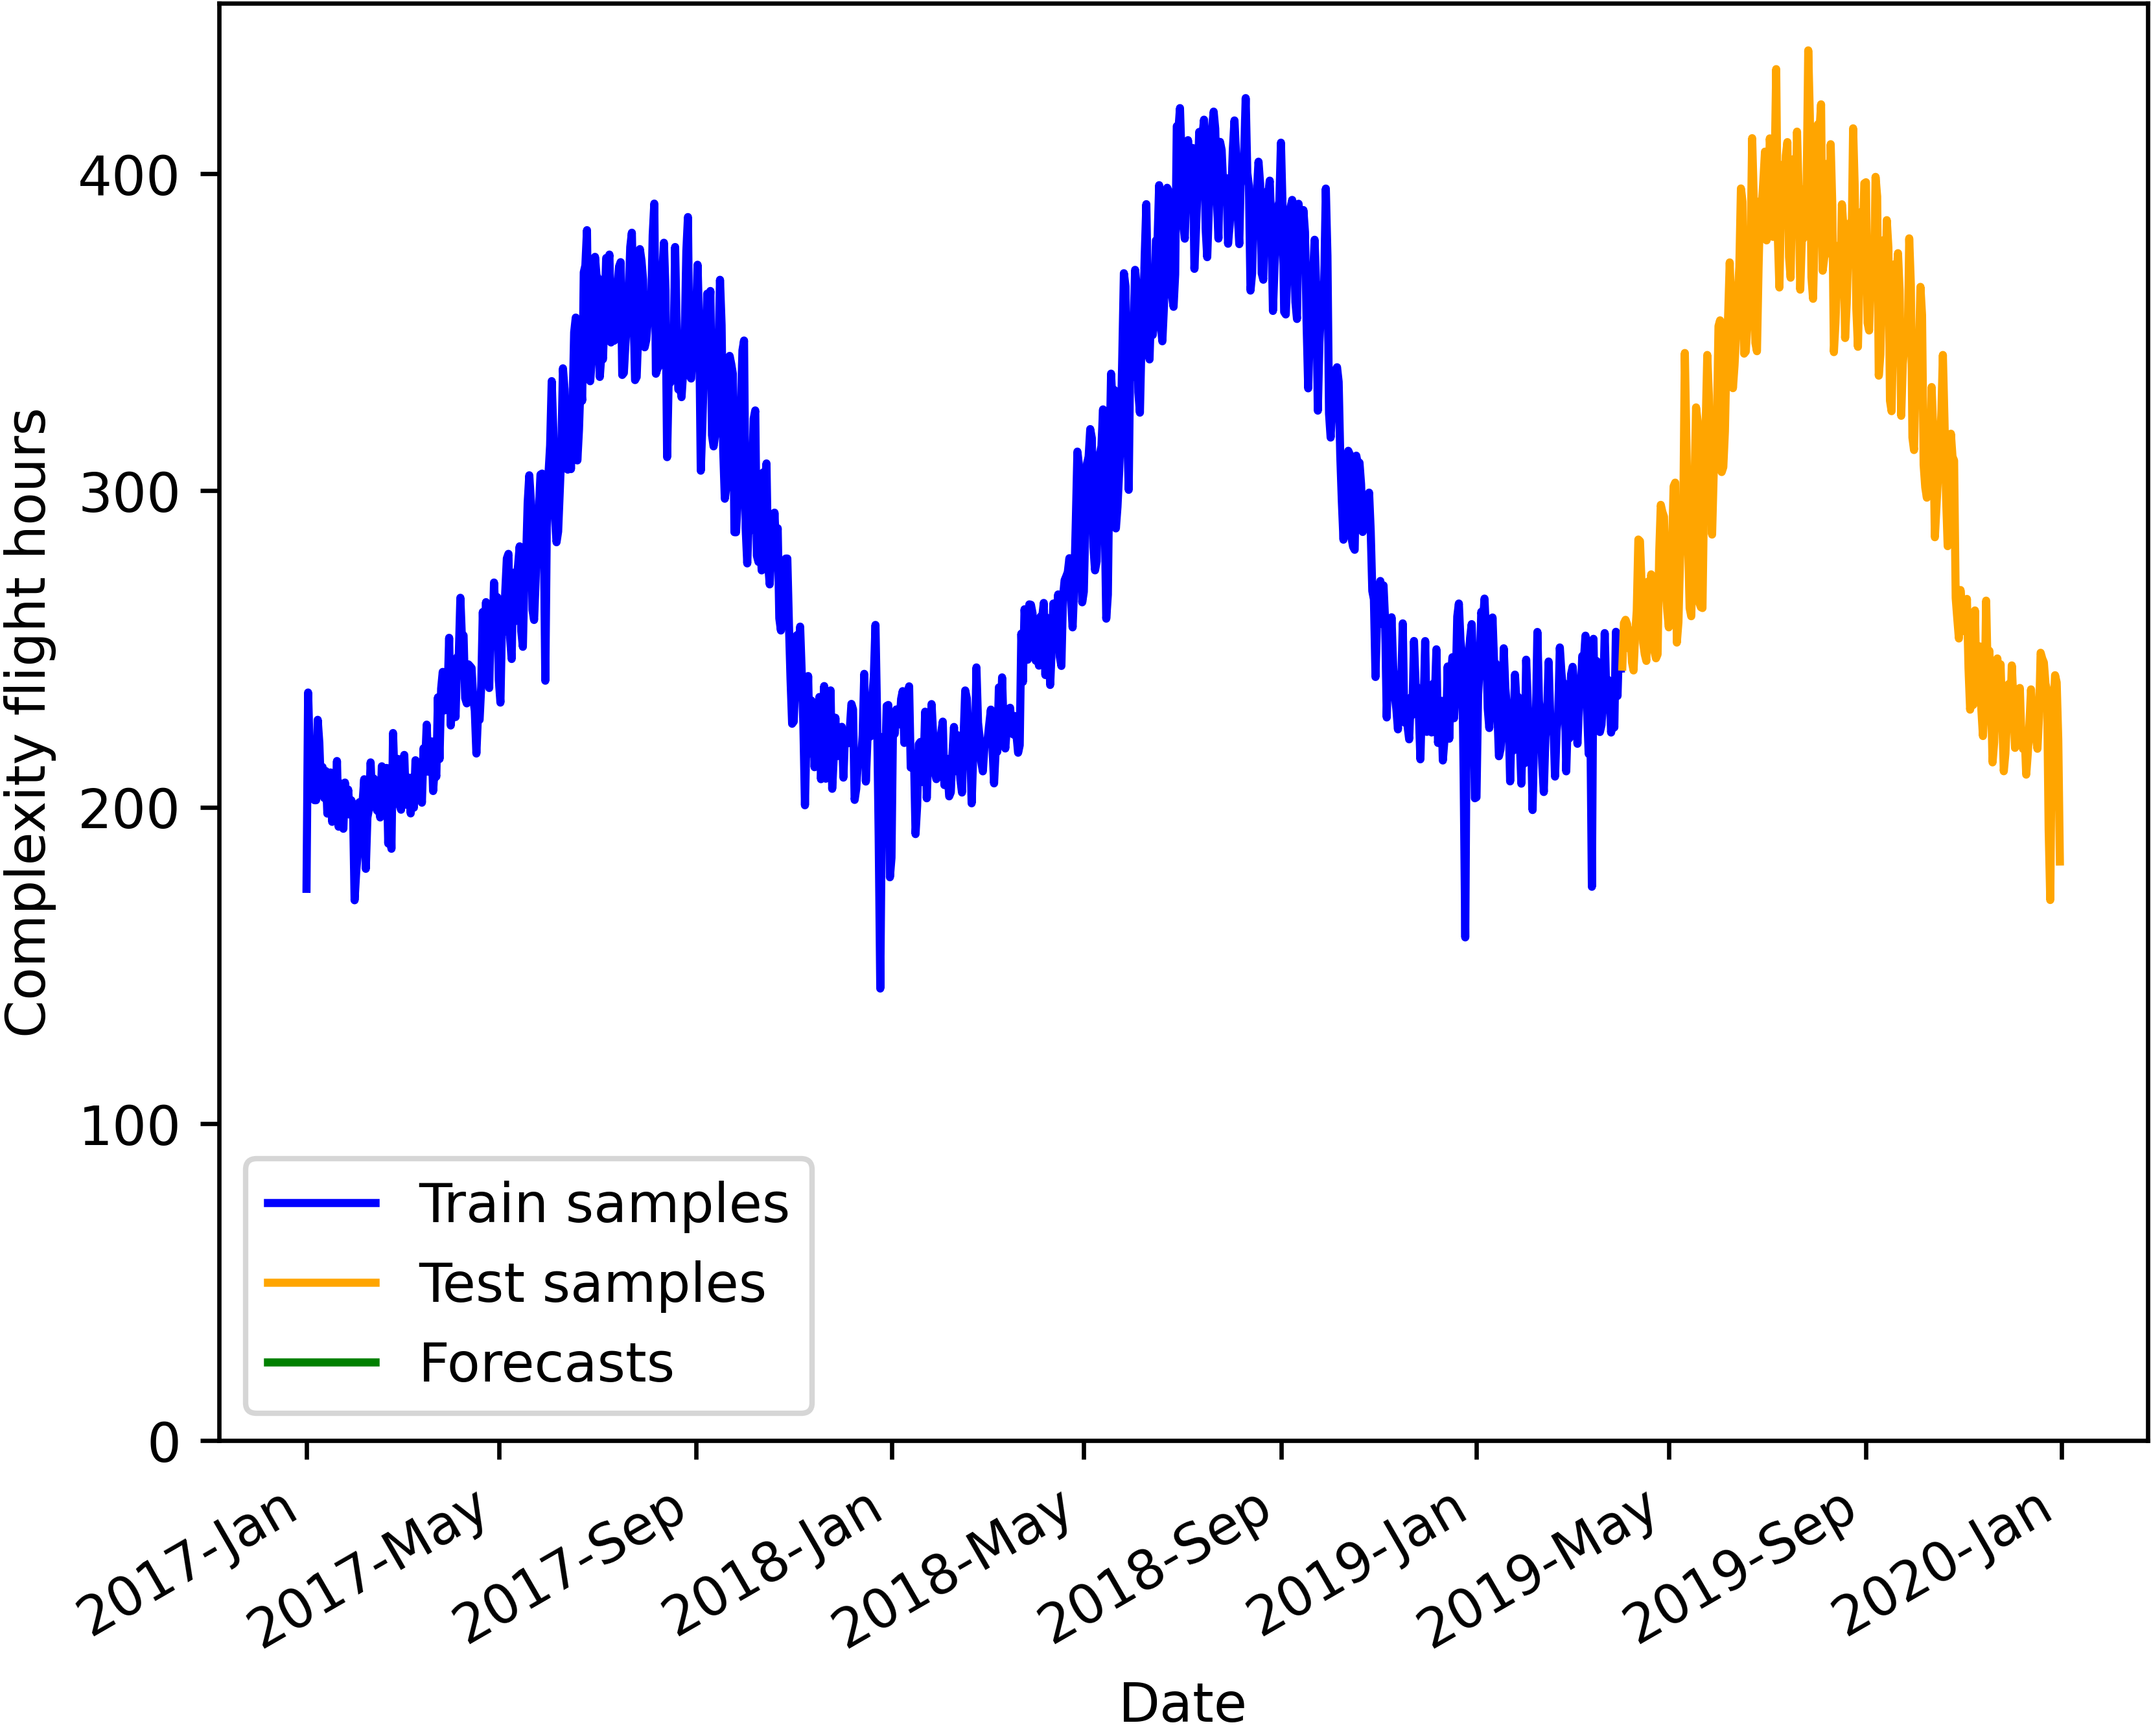 Complexity flight hours
400
300
200
100
0
Train samples
Test samples
Forecasts
2017-Jan
2017-May
2017-Sep
2018-Jan
2018-May
2018-Sep
2019-Jan
2019-May
2019-Sep
2020-Jan
Date